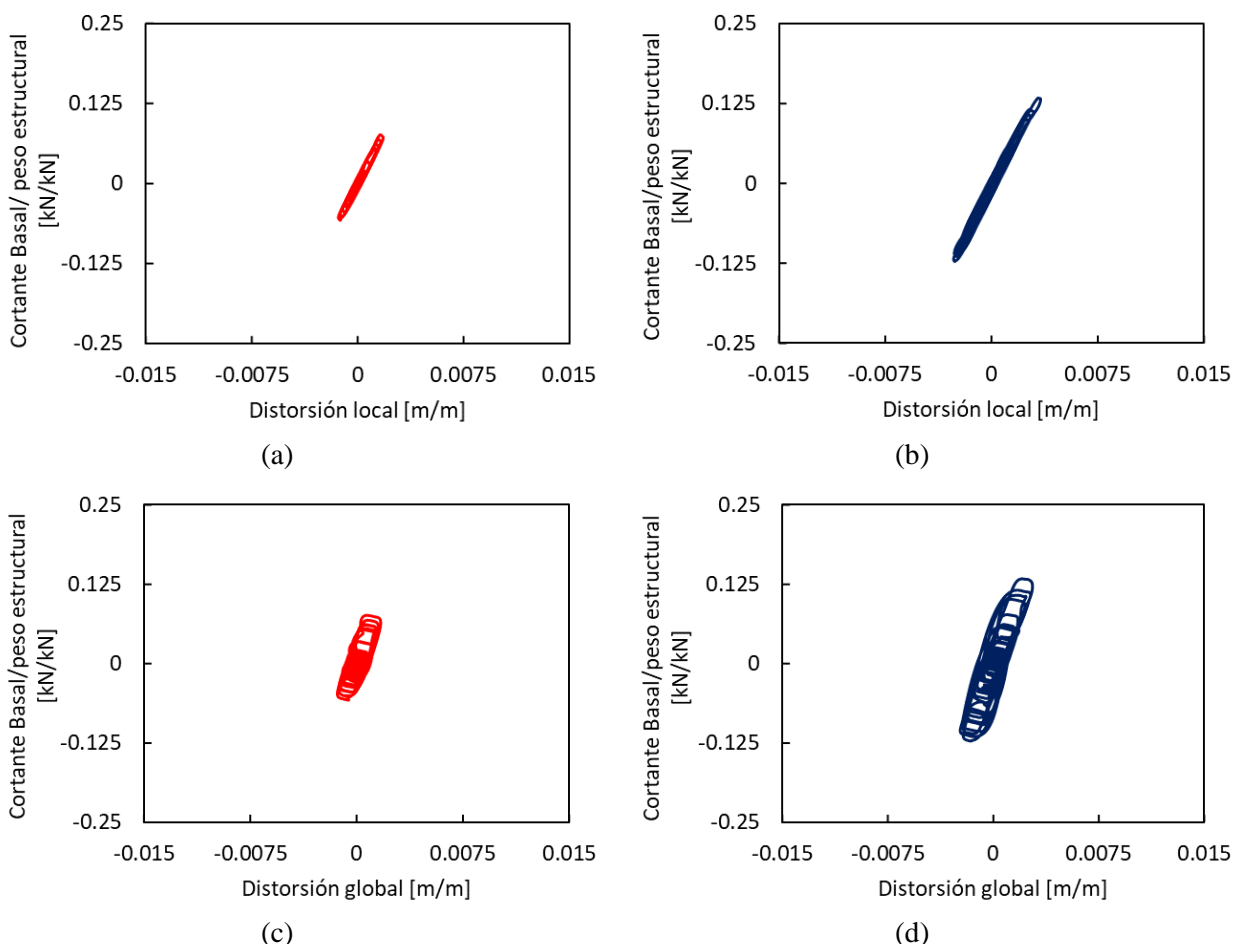 Cortante Basal/ peso estructural
[kN/kN]
0.25
0.125
0
-0.125
-0.25
-0.015 -0.0075 0 0.0075 0.015
Distorsión local [m/m]
(a)
Cortante Basal/peso estructural
[kN/kN]
0.25
0.125
0
-0.125
-0.25
-0.015 -0.0075 0 0.0075 0.015
Distorsión local [m/m]
(b)
Cortante Basal/peso estructural
[kN/kN]
0.25
0.125
0
-0.125
-0.25
-0.015 -0.0075 0 0.0075 0.015
Distorsión global [m/m]
(c)
Cortante Basal/peso estructural
[kN/kN]
0.25
0.125
0
-0.125
-0.25
-0.015 -0.0075 0 0.0075 0.015
Distorsión global [m/m]
(d)